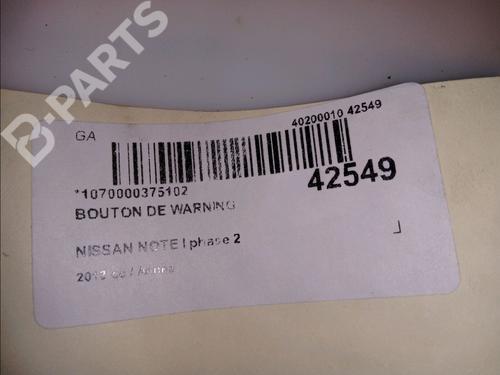 B-PARTS
GA
40200010 42549
*1070000375102
42549
BOUTON DE WARNING
NISSAN NOTE I phase 2